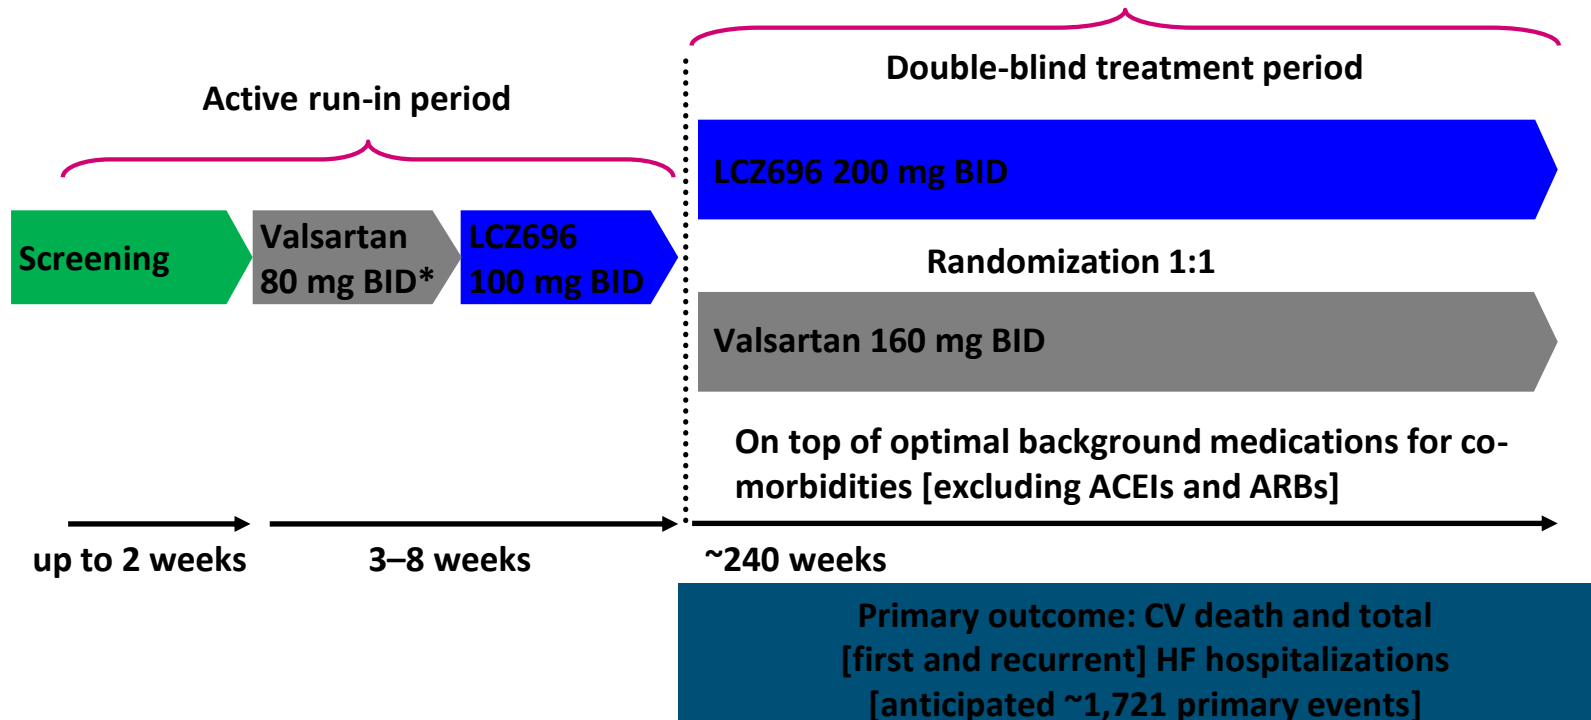 Double-blind treatment period
Active run-in period
LCZ696 200 mg BID
Screening
Valsartan
80 mg BID*
LCZ696
100 mg BID
Randomization 1:1
Valsartan 160 mg BID
On top of optimal background medications for co-
morbidities [excluding ACEIs and ARBs]
up to 2 weeks
3–8 weeks
~240 weeks
Primary outcome: CV death and total
[first and recurrent] HF hospitalizations
[anticipated ~1,721 primary events]